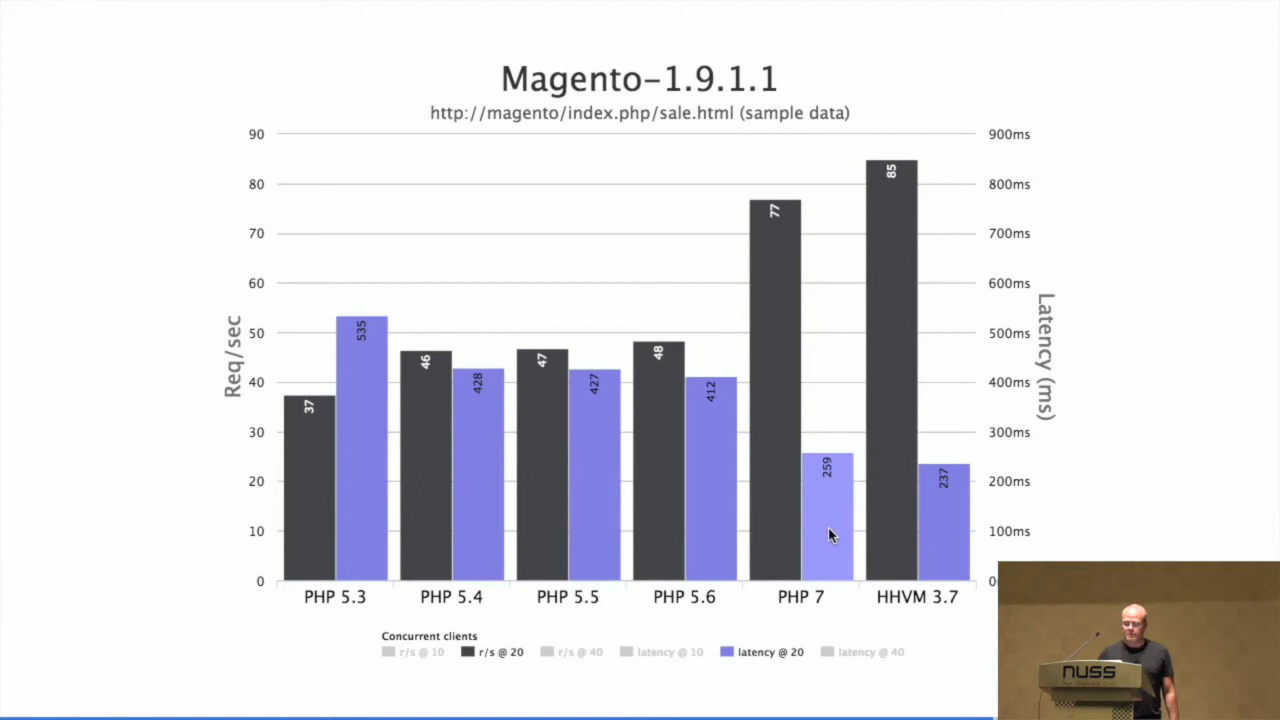 Magento-1.9.1.1
http://magento/index.php/sale.html (sample data)
90 900ms
80 800ms
70 700ms
60 600ms
50 500ms
40 400ms
30 300ms
20 200ms
10 100ms
0 0
Req/sec
Latency (ms)
37 535
46 428
47 427
48 412
77 259
85 237
PHP 5.3 PHP 5.4 PHP 5.5 PHP 5.6 PHP 7 HHVM 3.7
Concurrent clients
r/s @ 10 r/s @ 20 r/s @ 40 latency @ 10 latency @ 20 latency @ 40
nuss